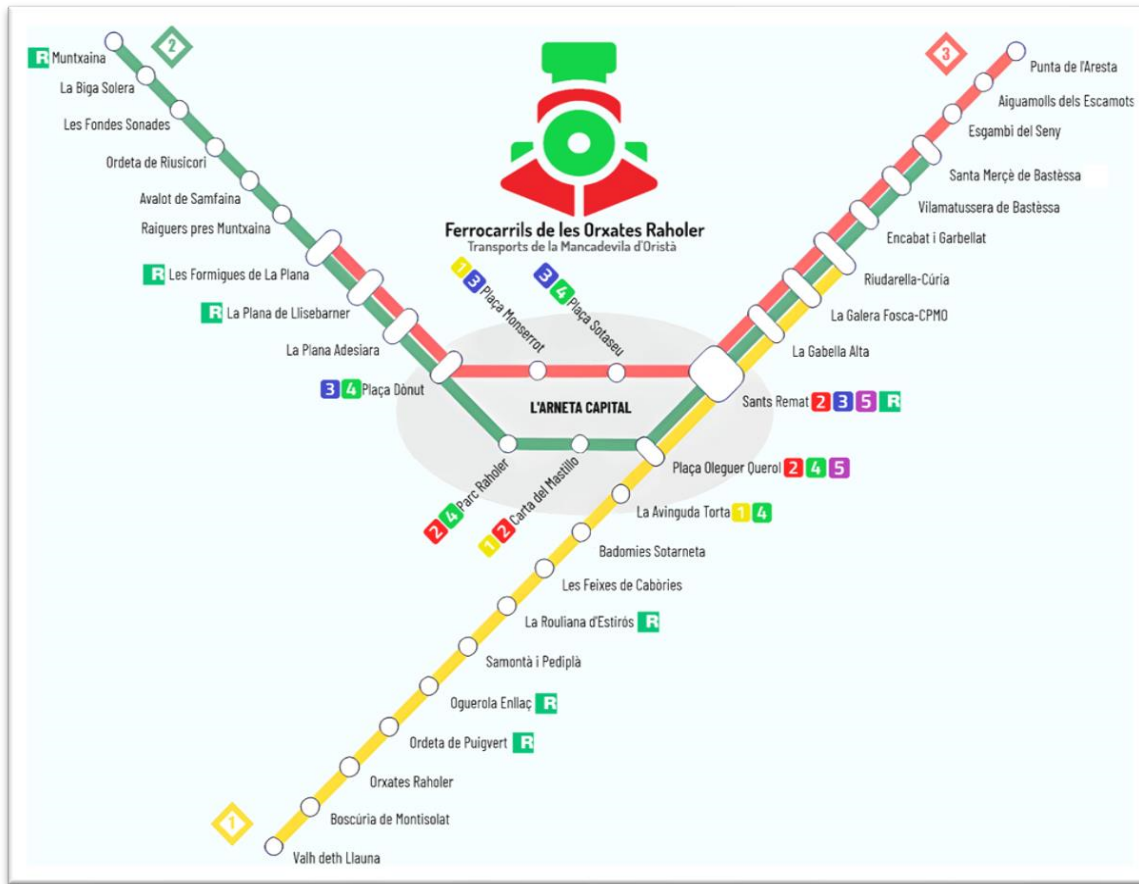 2
3
R Muntxaina
La Biga Solera
Les Fondes Sonades
Ordeta de Riusicori
Avalot de Samfaina
Raiguers pres Muntxaina
R Les Formigues de La Plana
R La Plana de Llisebarner
La Plana Adesiara
3 4 Plaça Dònut
Ferrocarrils de les Orxates Raholer
Transports de la Mancadevila d'Oristà
1 3 Plaça Monserrot
3 4 Plaça Sotaseu
L'ARNETA CAPITAL
2 4 Parc Raholer
1 2 Carta del Mastillo
Punta de l'Aresta
Aiguamolls dels Escamots
Esgambi del Seny
Santa Merçè de Bastèssa
Vilamatussera de Bastèssa
Encabat i Garbellat
Riudarella-Cúria
La Galera Fosca-CPMO
La Gabella Alta
Sants Remat 2 3 5 R
Plaça Oleguer Querol 2 4 5
La Avinguda Torta 1 4
Badomies Sotarneta
Les Feixes de Cabòries
La Rouliana d'Estirós R
Samontà i Pediplà
Oguerola Enllaç R
Ordeta de Puigvert R
Orxates Raholer
Boscúria de Montisolat
Valh deth Llauna
1